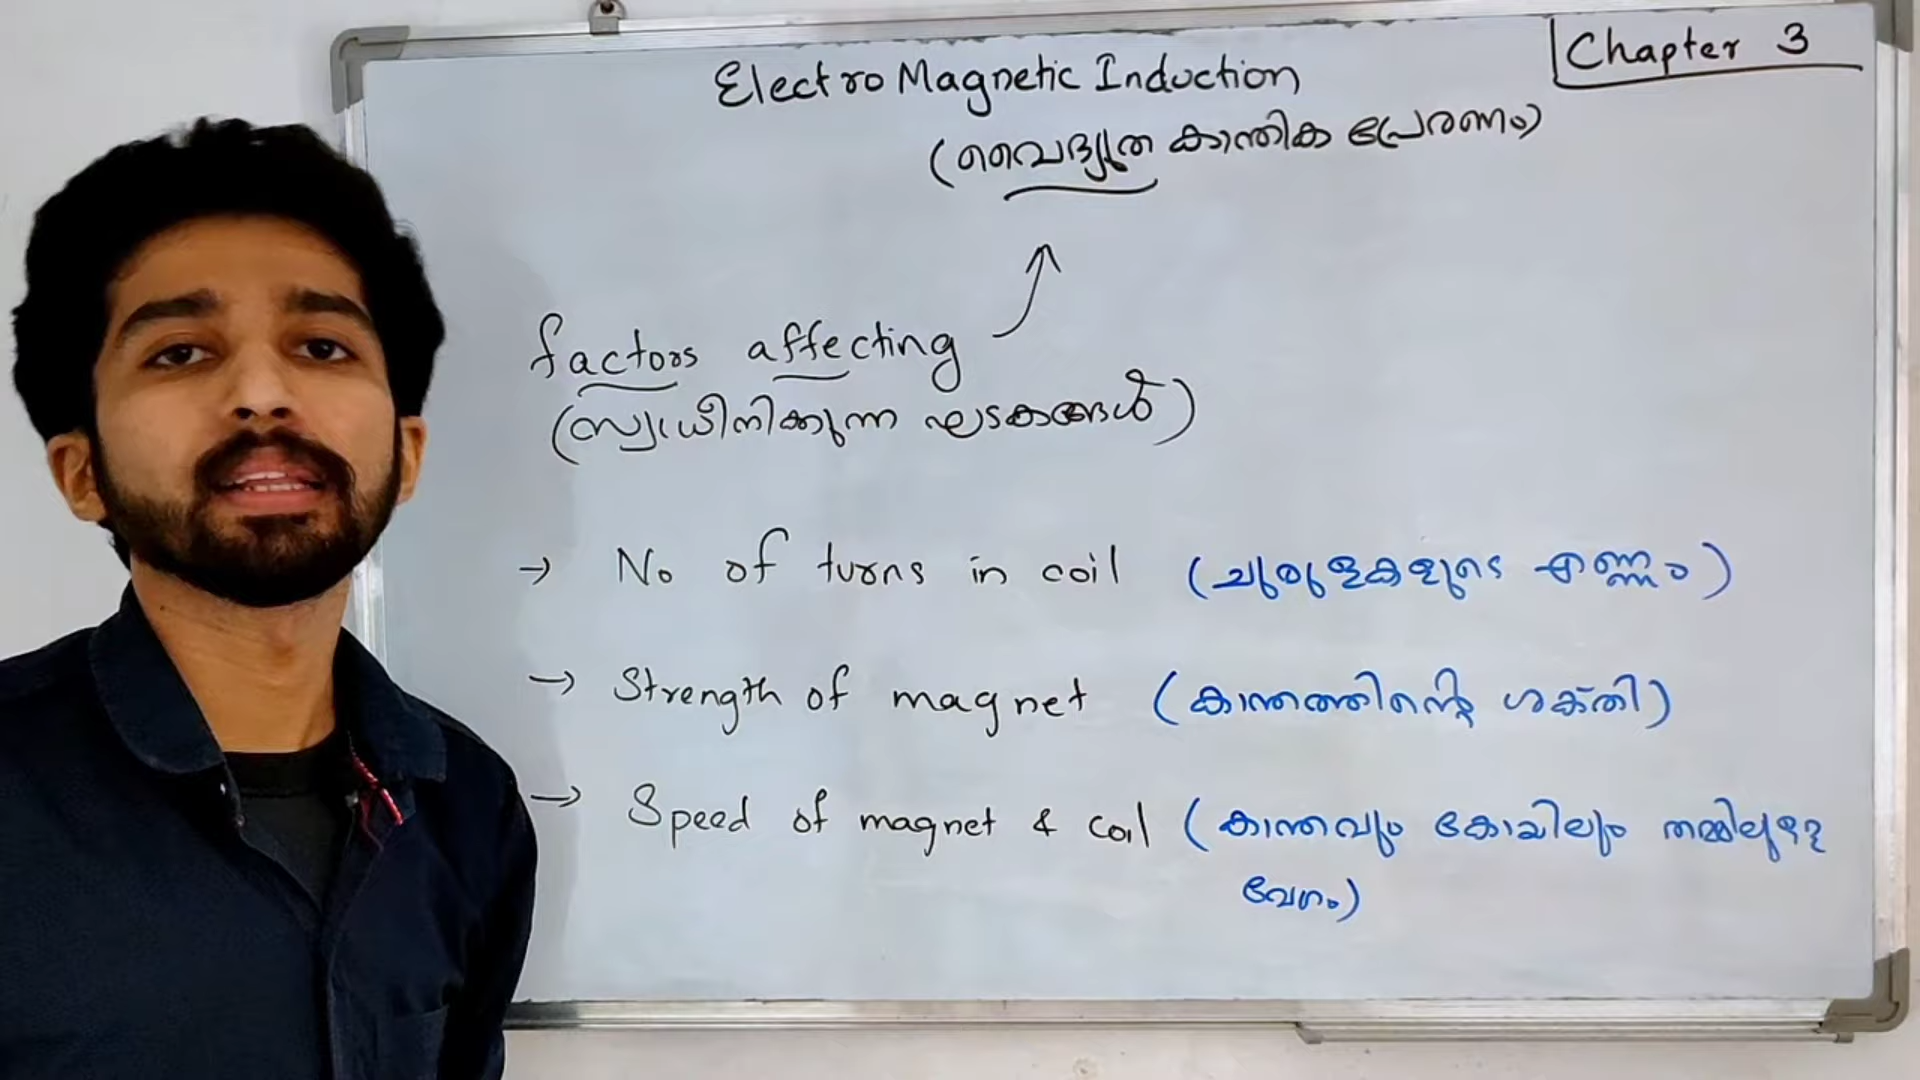 Chapter 3
Electro Magnetic Induction
(വൈദ്യുത കാന്തിക പ്രേരണം)
factors affecting
(സ്വാധീനിക്കുന്ന ഘടകങ്ങൾ)
→ No of turns in coil (ചുരുളുകളുടെ എണ്ണം)
→ Strength of magnet (കാന്തത്തിന്റെ ശക്തി)
→ Speed of magnet & coil (കാന്തവും കോയിലും തമ്മിലുള്ള
വേഗം)